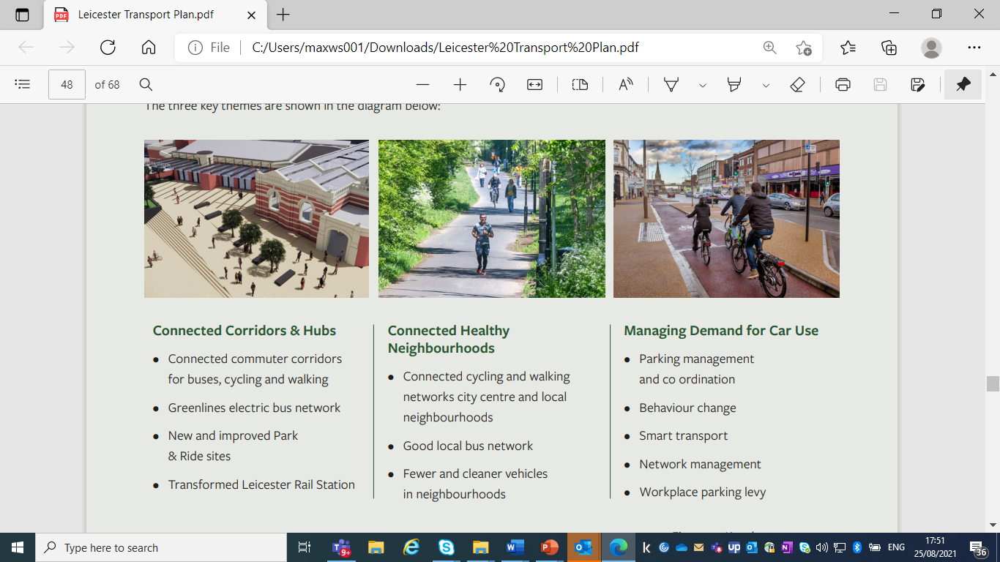 Leicester Transport Plan.pdf
File
C:/Users/maxws001/Downloads/Leicester%20Transport%20Plan.pdf
48 of 68
The three key themes are shown in the diagram below:
Connected Corridors & Hubs
• Connected commuter corridors
for buses, cycling and walking
• Greenlines electric bus network
• New and improved Park
& Ride sites
• Transformed Leicester Rail Station
Connected Healthy
Neighbourhoods
• Connected cycling and walking
networks city centre and local
neighbourhoods
• Good local bus network
• Fewer and cleaner vehicles
in neighbourhoods
Managing Demand for Car Use
• Parking management
and co ordination
• Behaviour change
• Smart transport
• Network management
• Workplace parking levy
Type here to search
9+
ENG
17:51
25/08/2021
36